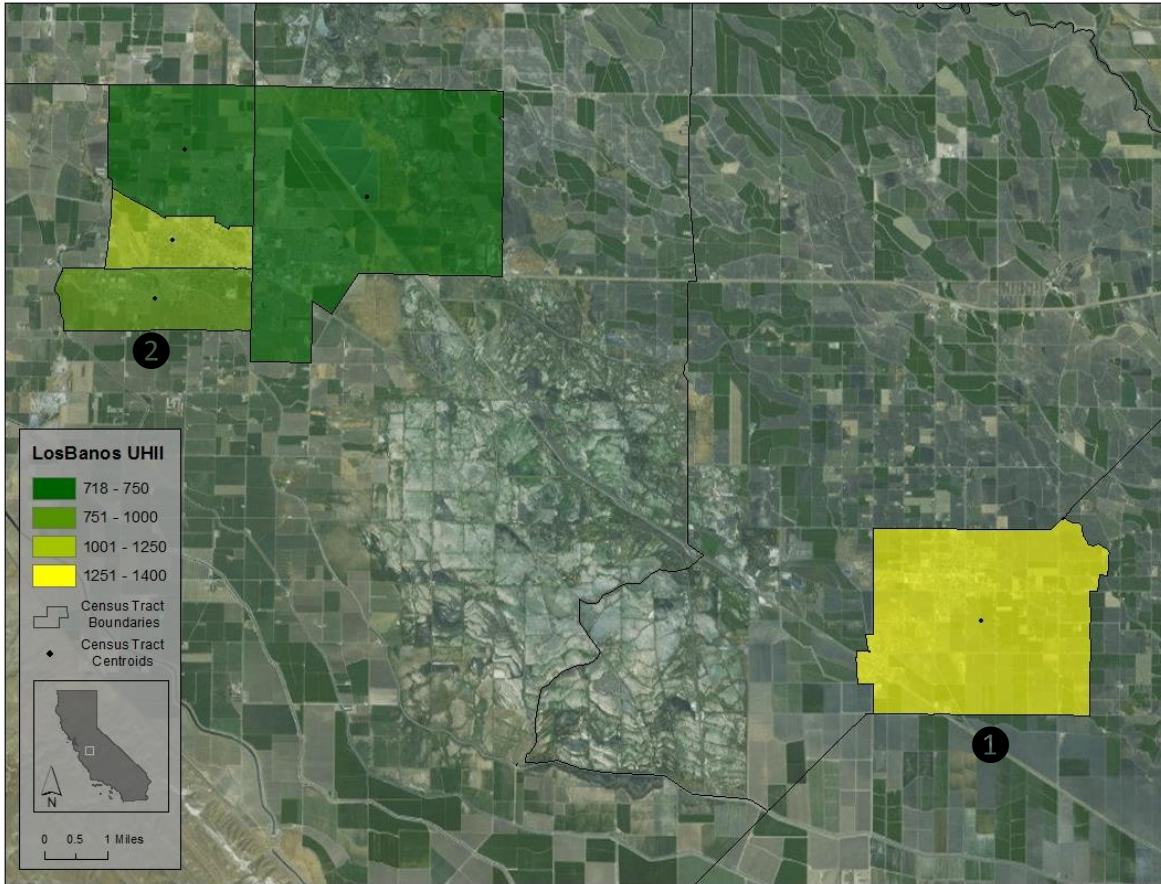 2
LosBanos UHII
718 - 750
751 - 1000
1001 - 1250
1251 - 1400
Census Tract
Boundaries
Census Tract
Centroids
N
0 0.5 1 Miles
1